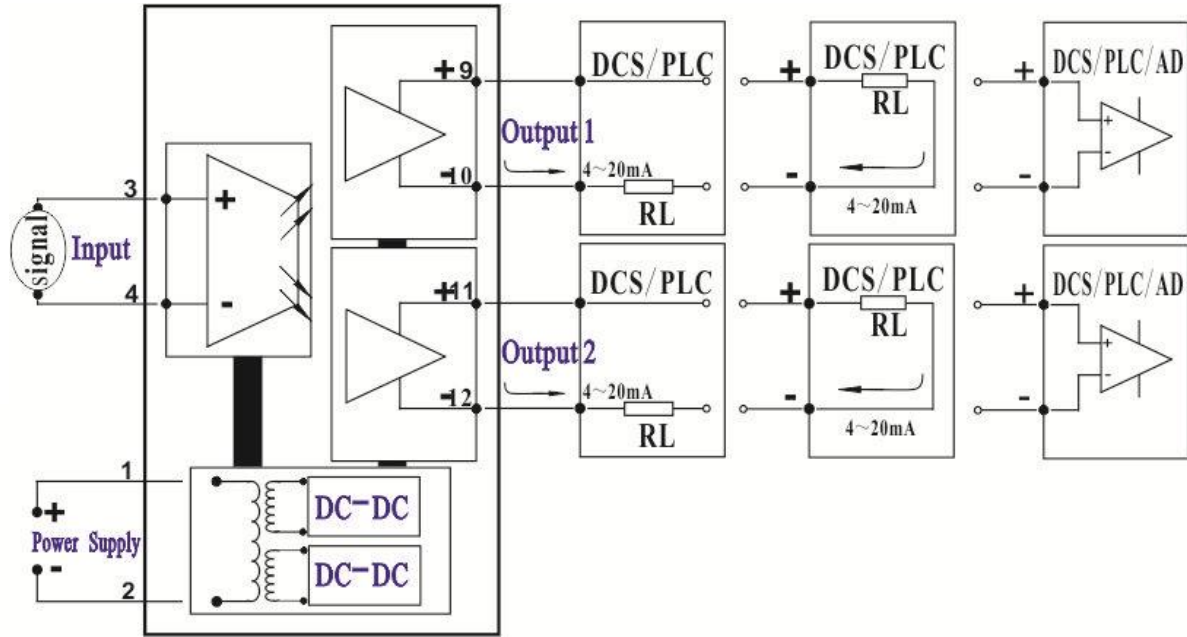 + 9
DCS/PLC
+
DCS/PLC
RL
+
DCS/PLC/AD
+
-
Output 1
- 10
4~20mA
RL
-
4~20mA
-
3
+
signal
Input
4
-
+ 11
DCS/PLC
+
DCS/PLC
RL
+
DCS/PLC/AD
+
-
Output 2
- 12
4~20mA
RL
-
4~20mA
-
1
+
Power Supply
-
2
DC-DC
DC-DC